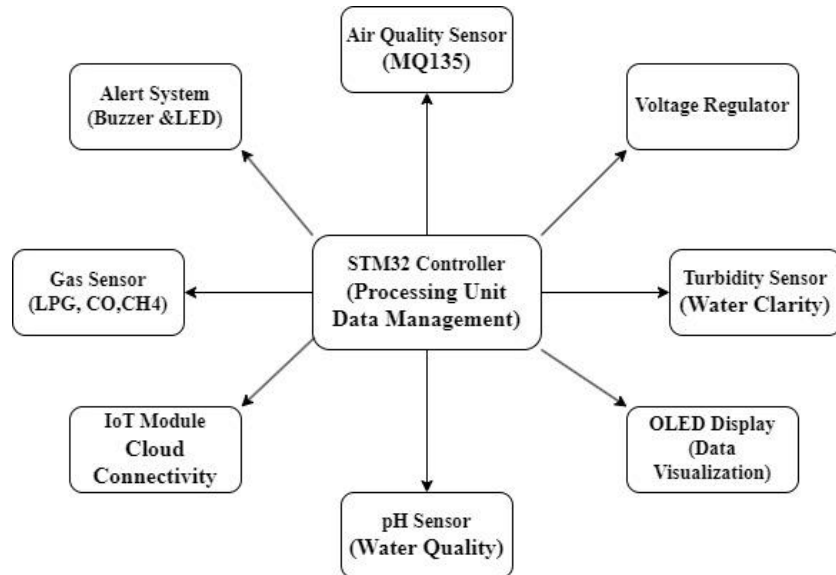 Air Quality Sensor
(MQ135)
Alert System
(Buzzer &LED)
Voltage Regulator
STM32 Controller
(Processing Unit
Data Management)
Gas Sensor
(LPG, CO,CH4)
Turbidity Sensor
(Water Clarity)
IoT Module
Cloud
Connectivity
OLED Display
(Data
Visualization)
pH Sensor
(Water Quality)